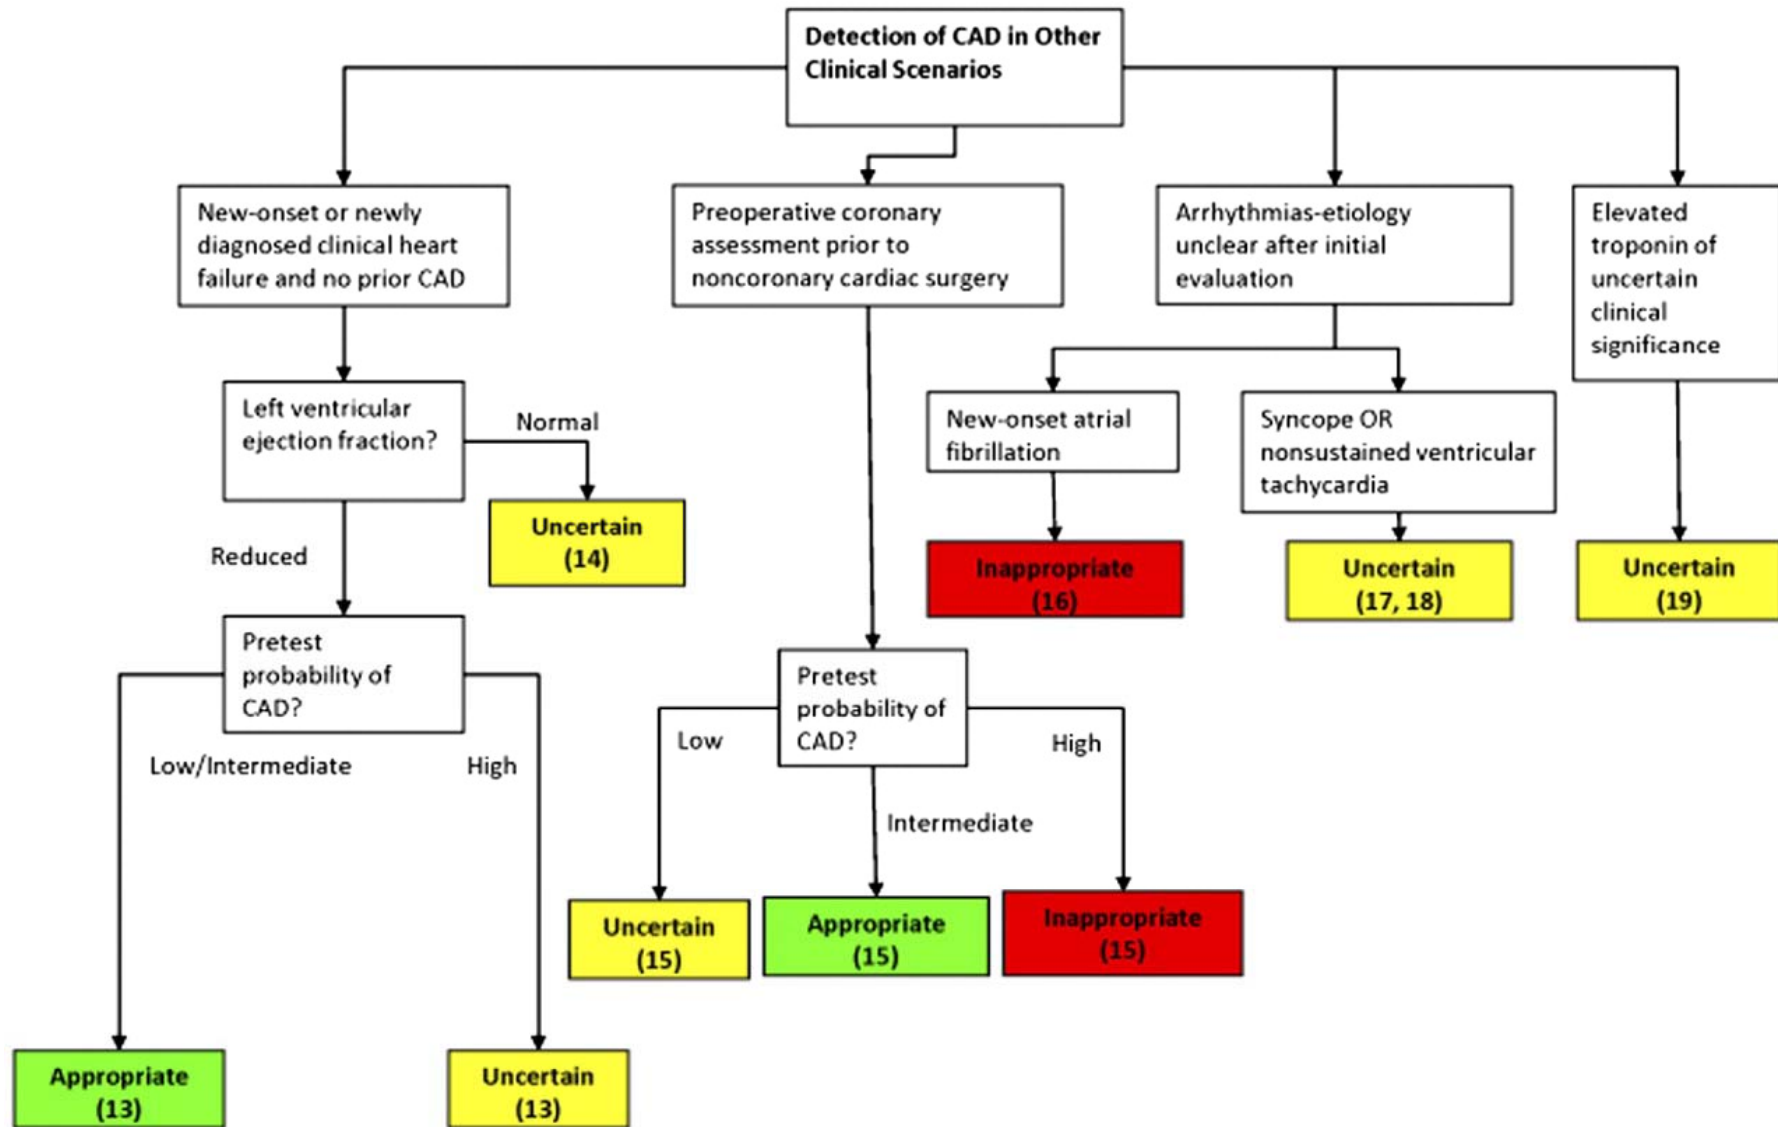 Detection of CAD in Other
Clinical Scenarios
New-onset or newly
diagnosed clinical heart
failure and no prior CAD
Preoperative coronary
assessment prior to
noncoronary cardiac surgery
Arrhythmias-etiology
unclear after initial
evaluation
Elevated
troponin of
uncertain
clinical
significance
Left ventricular
ejection fraction?
Normal
New-onset atrial
fibrillation
Syncope OR
nonsustained ventricular
tachycardia
Uncertain
(14)
Reduced
Inappropriate
(16)
Uncertain
(17, 18)
Uncertain
(19)
Pretest
probability of
CAD?
Low/Intermediate
High
Pretest
probability of
CAD?
Low
High
Intermediate
Uncertain
(15)
Appropriate
(15)
Inappropriate
(15)
Appropriate
(13)
Uncertain
(13)